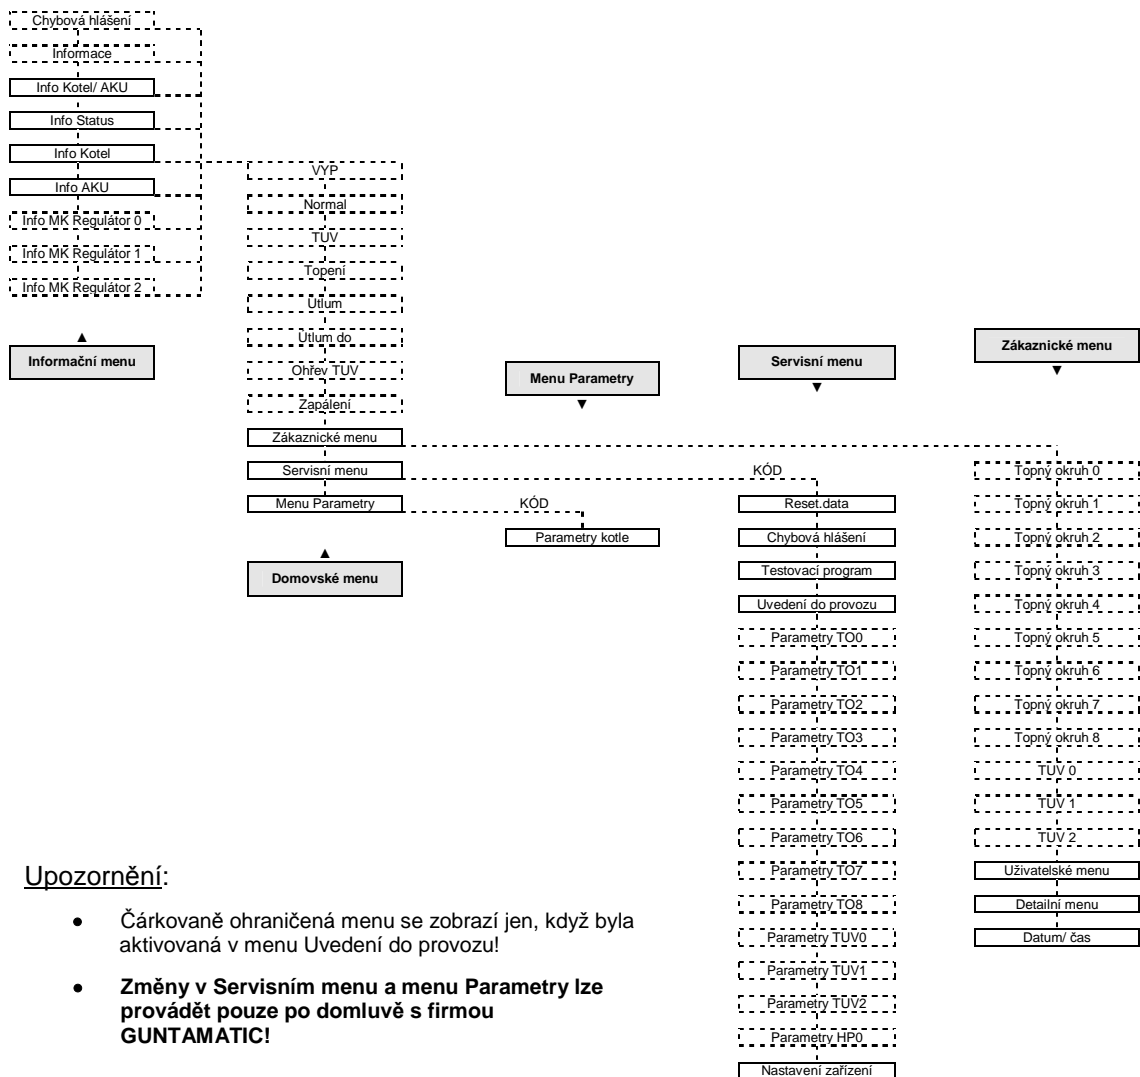 Chybová hlášení
Informace
Info Kotel/ AKU
Info Status
Info Kotel
Info AKU
Info MK Regulátor 0
Info MK Regulátor 1
Info MK Regulátor 2
▲
Informační menu
VYP
Normal
TUV
Topení
Útlum
Útlum do
Ohřev TUV
Zapálení
Zákaznické menu
Servisní menu
Menu Parametry
▲
Domovské menu
Menu Parametry
▼
KÓD
Parametry kotle
Servisní menu
▼
KÓD
Reset.data
Chybová hlášení
Testovací program
Uvedení do provozu
Parametry TO0
Parametry TO1
Parametry TO2
Parametry TO3
Parametry TO4
Parametry TO5
Parametry TO6
Parametry TO7
Parametry TO8
Parametry TUV0
Parametry TUV1
Parametry TUV2
Parametry HP0
Nastavení zařízení
Zákaznické menu
▼
Topný okruh 0
Topný okruh 1
Topný okruh 2
Topný okruh 3
Topný okruh 4
Topný okruh 5
Topný okruh 6
Topný okruh 7
Topný okruh 8
TUV 0
TUV 1
TUV 2
Uživatelské menu
Detailní menu
Datum/ čas
Upozornění:
● Čárkovaně ohraničená menu se zobrazí jen, když byla
aktivovaná v menu Uvedení do provozu!
● Změny v Servisním menu a menu Parametry lze
provádět pouze po domluvě s firmou
GUNTAMATIC!